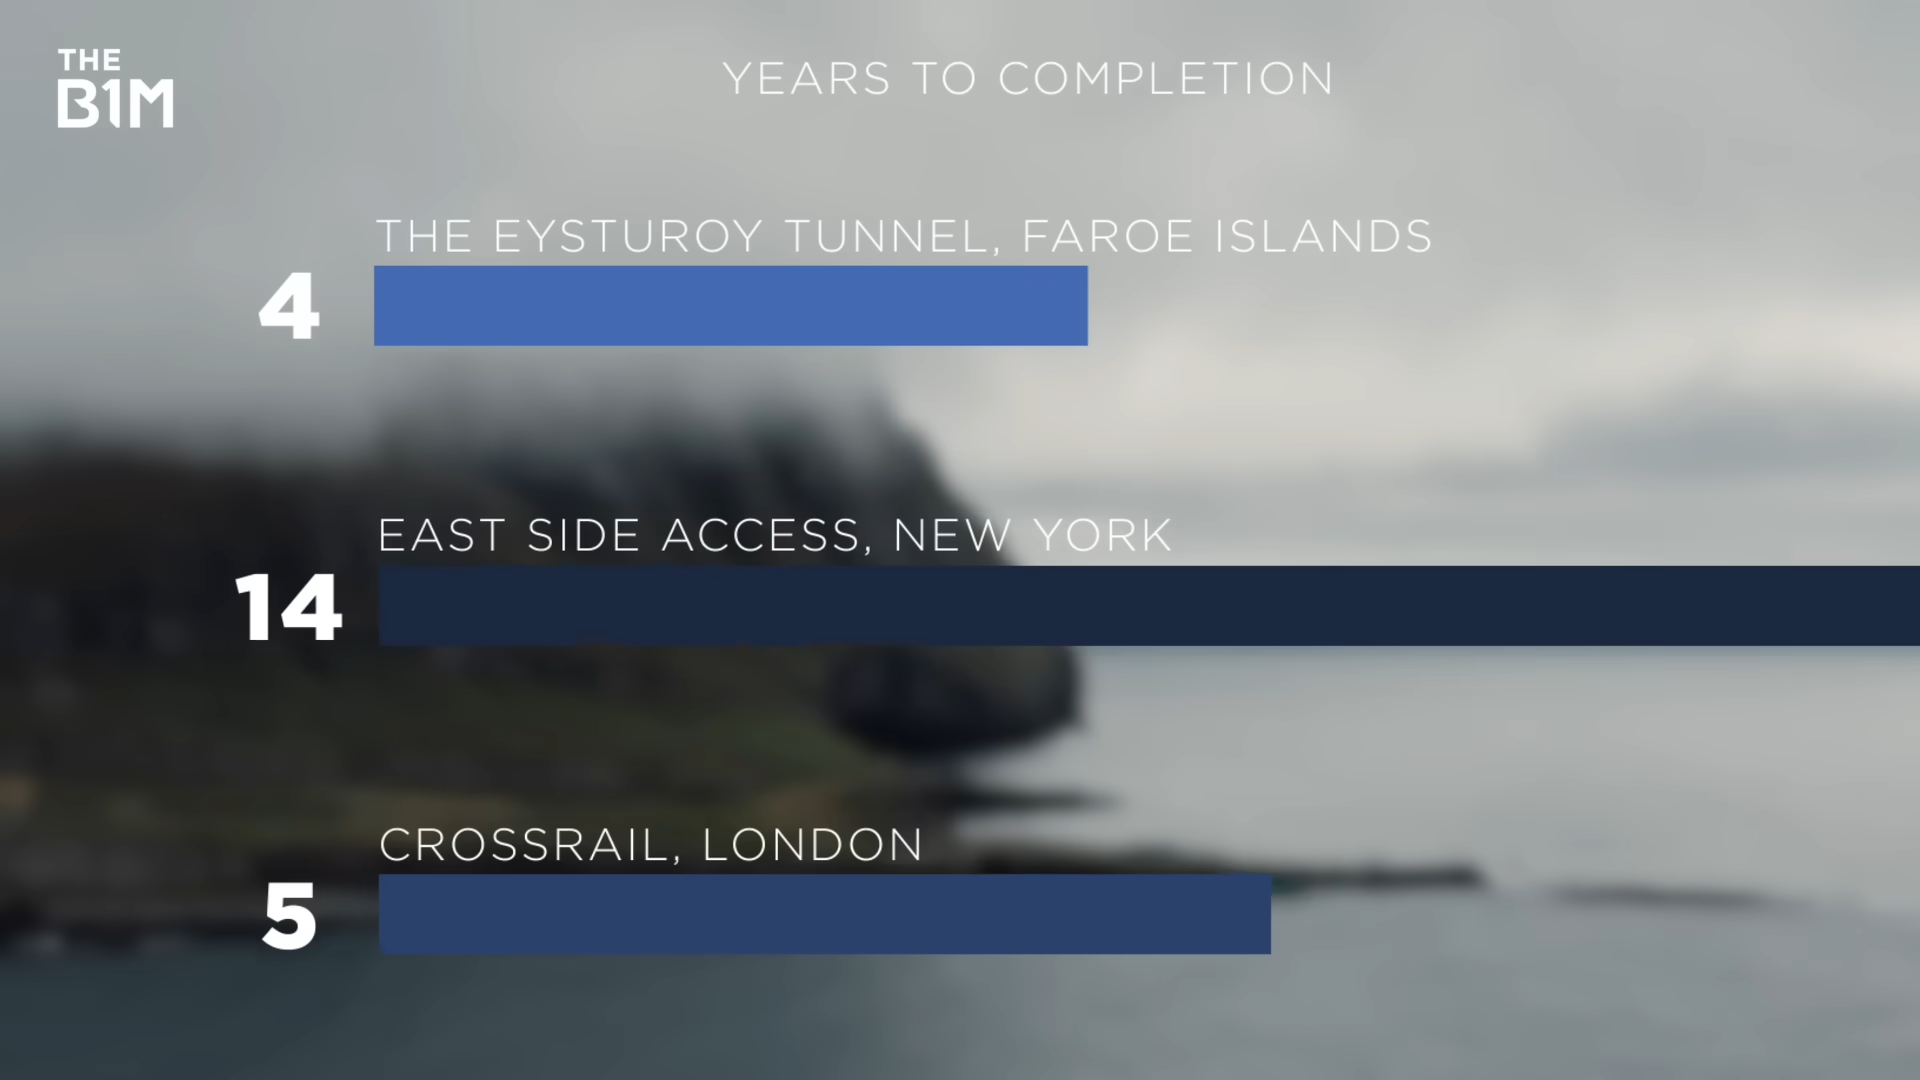 THE
B1M
YEARS TO COMPLETION
THE EYSTUROY TUNNEL, FAROE ISLANDS
4
EAST SIDE ACCESS, NEW YORK
14
CROSSRAIL, LONDON
5